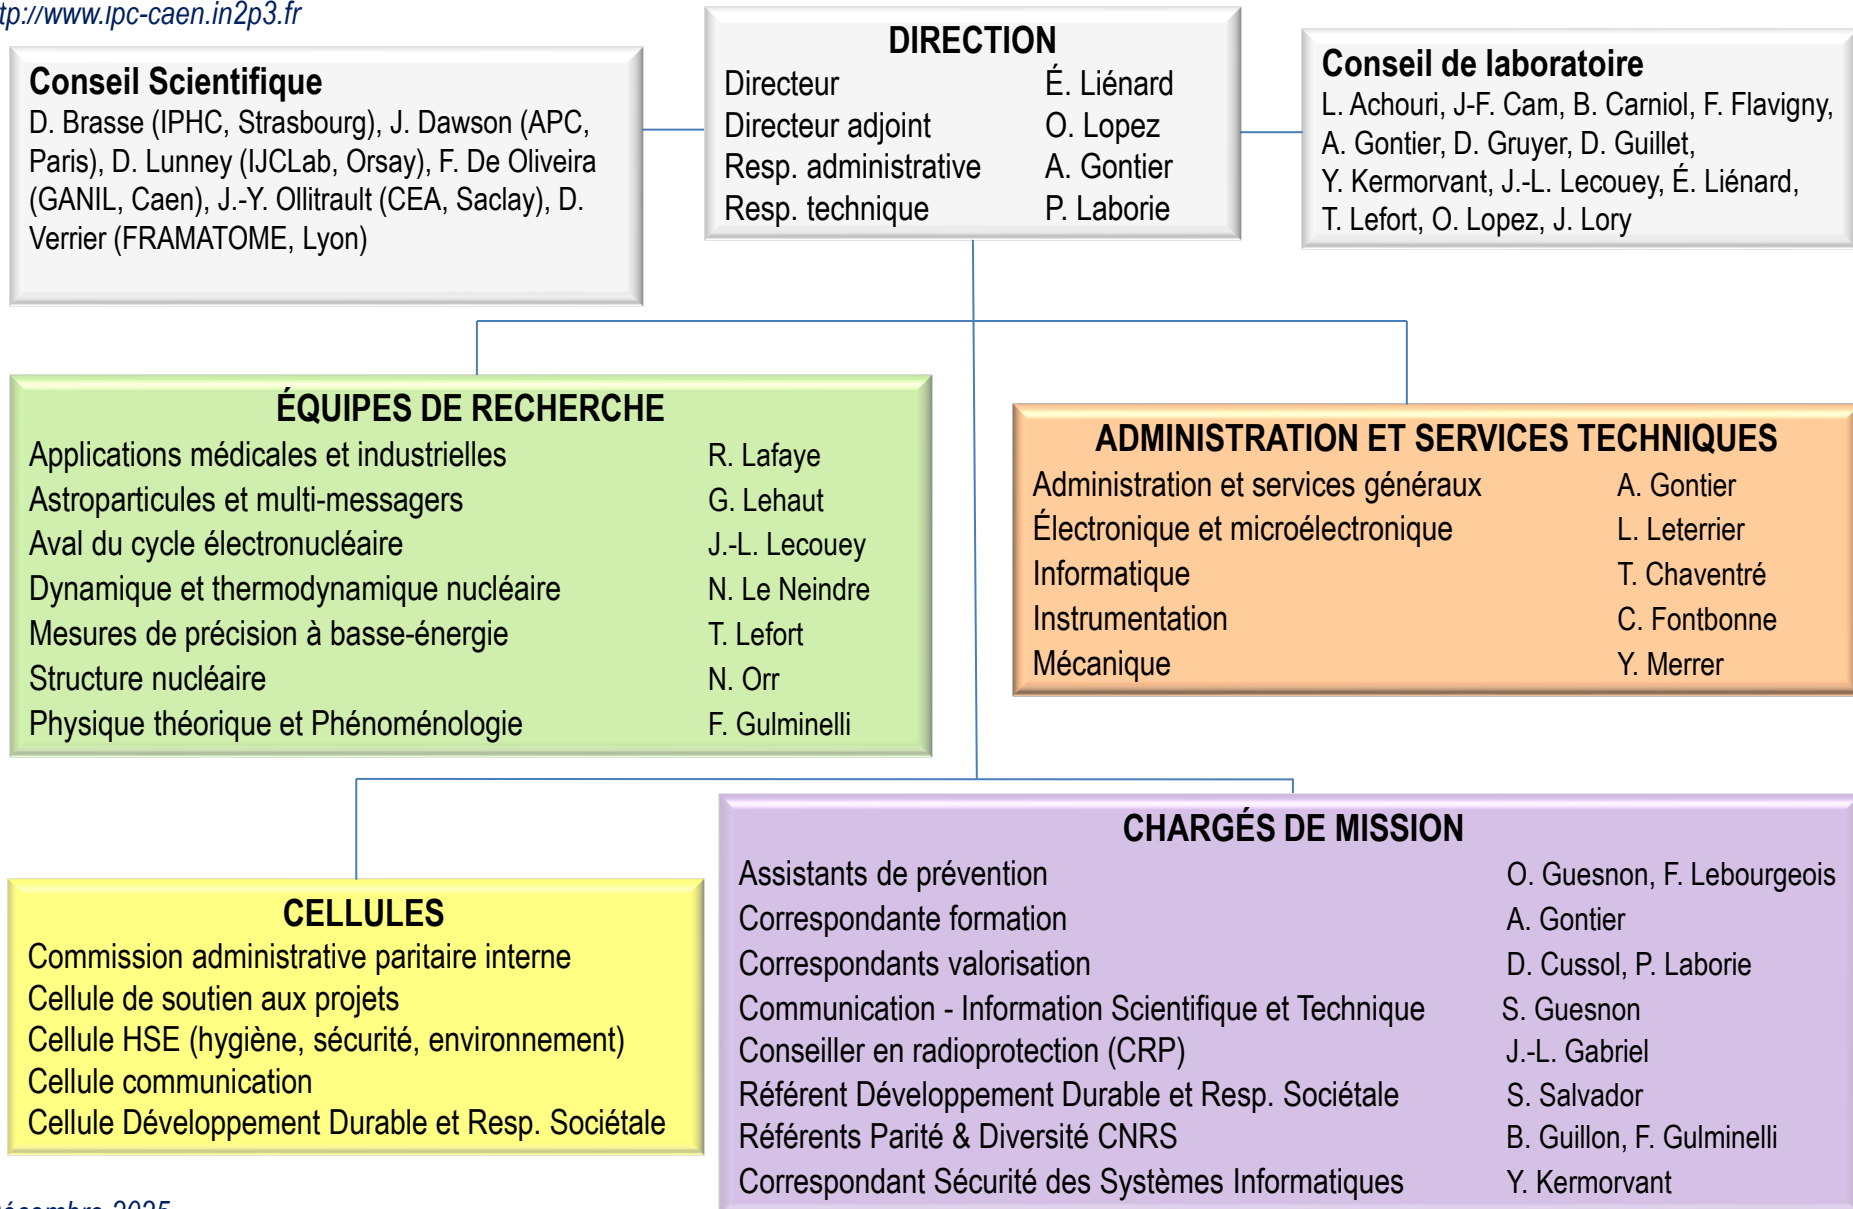 tp://www.lpc-caen.in2p3.fr
Conseil Scientifique
D. Brasse (IPHC, Strasbourg), J. Dawson (APC,
Paris), D. Lunney (IJCLab, Orsay), F. De Oliveira
(GANIL, Caen), J.-Y. Ollitrault (CEA, Saclay), D.
Verrier (FRAMATOME, Lyon)
DIRECTION
Directeur É. Liénard
Directeur adjoint O. Lopez
Resp. administrative A. Gontier
Resp. technique P. Laborie
Conseil de laboratoire
L. Achouri, J-F. Cam, B. Carniol, F. Flavigny,
A. Gontier, D. Gruyer, D. Guillet,
Y. Kermorvant, J.-L. Lecouey, É. Liénard,
T. Lefort, O. Lopez, J. Lory
ÉQUIPES DE RECHERCHE
Applications médicales et industrielles R. Lafaye
Astroparticules et multi-messagers G. Lehaut
Aval du cycle électronucléaire J.-L. Lecouey
Dynamique et thermodynamique nucléaire N. Le Neindre
Mesures de précision à basse-énergie T. Lefort
Structure nucléaire N. Orr
Physique théorique et Phénoménologie F. Gulminelli
ADMINISTRATION ET SERVICES TECHNIQUES
Administration et services généraux A. Gontier
Électronique et microélectronique L. Leterrier
Informatique T. Chaventré
Instrumentation C. Fontbonne
Mécanique Y. Merrer
CELLULES
Commission administrative paritaire interne
Cellule de soutien aux projets
Cellule HSE (hygiène, sécurité, environnement)
Cellule communication
Cellule Développement Durable et Resp. Sociétale
CHARGÉS DE MISSION
Assistants de prévention O. Guesnon, F. Lebourgeois
Correspondante formation A. Gontier
Correspondants valorisation D. Cussol, P. Laborie
Communication - Information Scientifique et Technique S. Guesnon
Conseiller en radioprotection (CRP) J.-L. Gabriel
Référent Développement Durable et Resp. Sociétale S. Salvador
Référents Parité & Diversité CNRS B. Guillon, F. Gulminelli
Correspondant Sécurité des Systèmes Informatiques Y. Kermorvant
écembre 2025